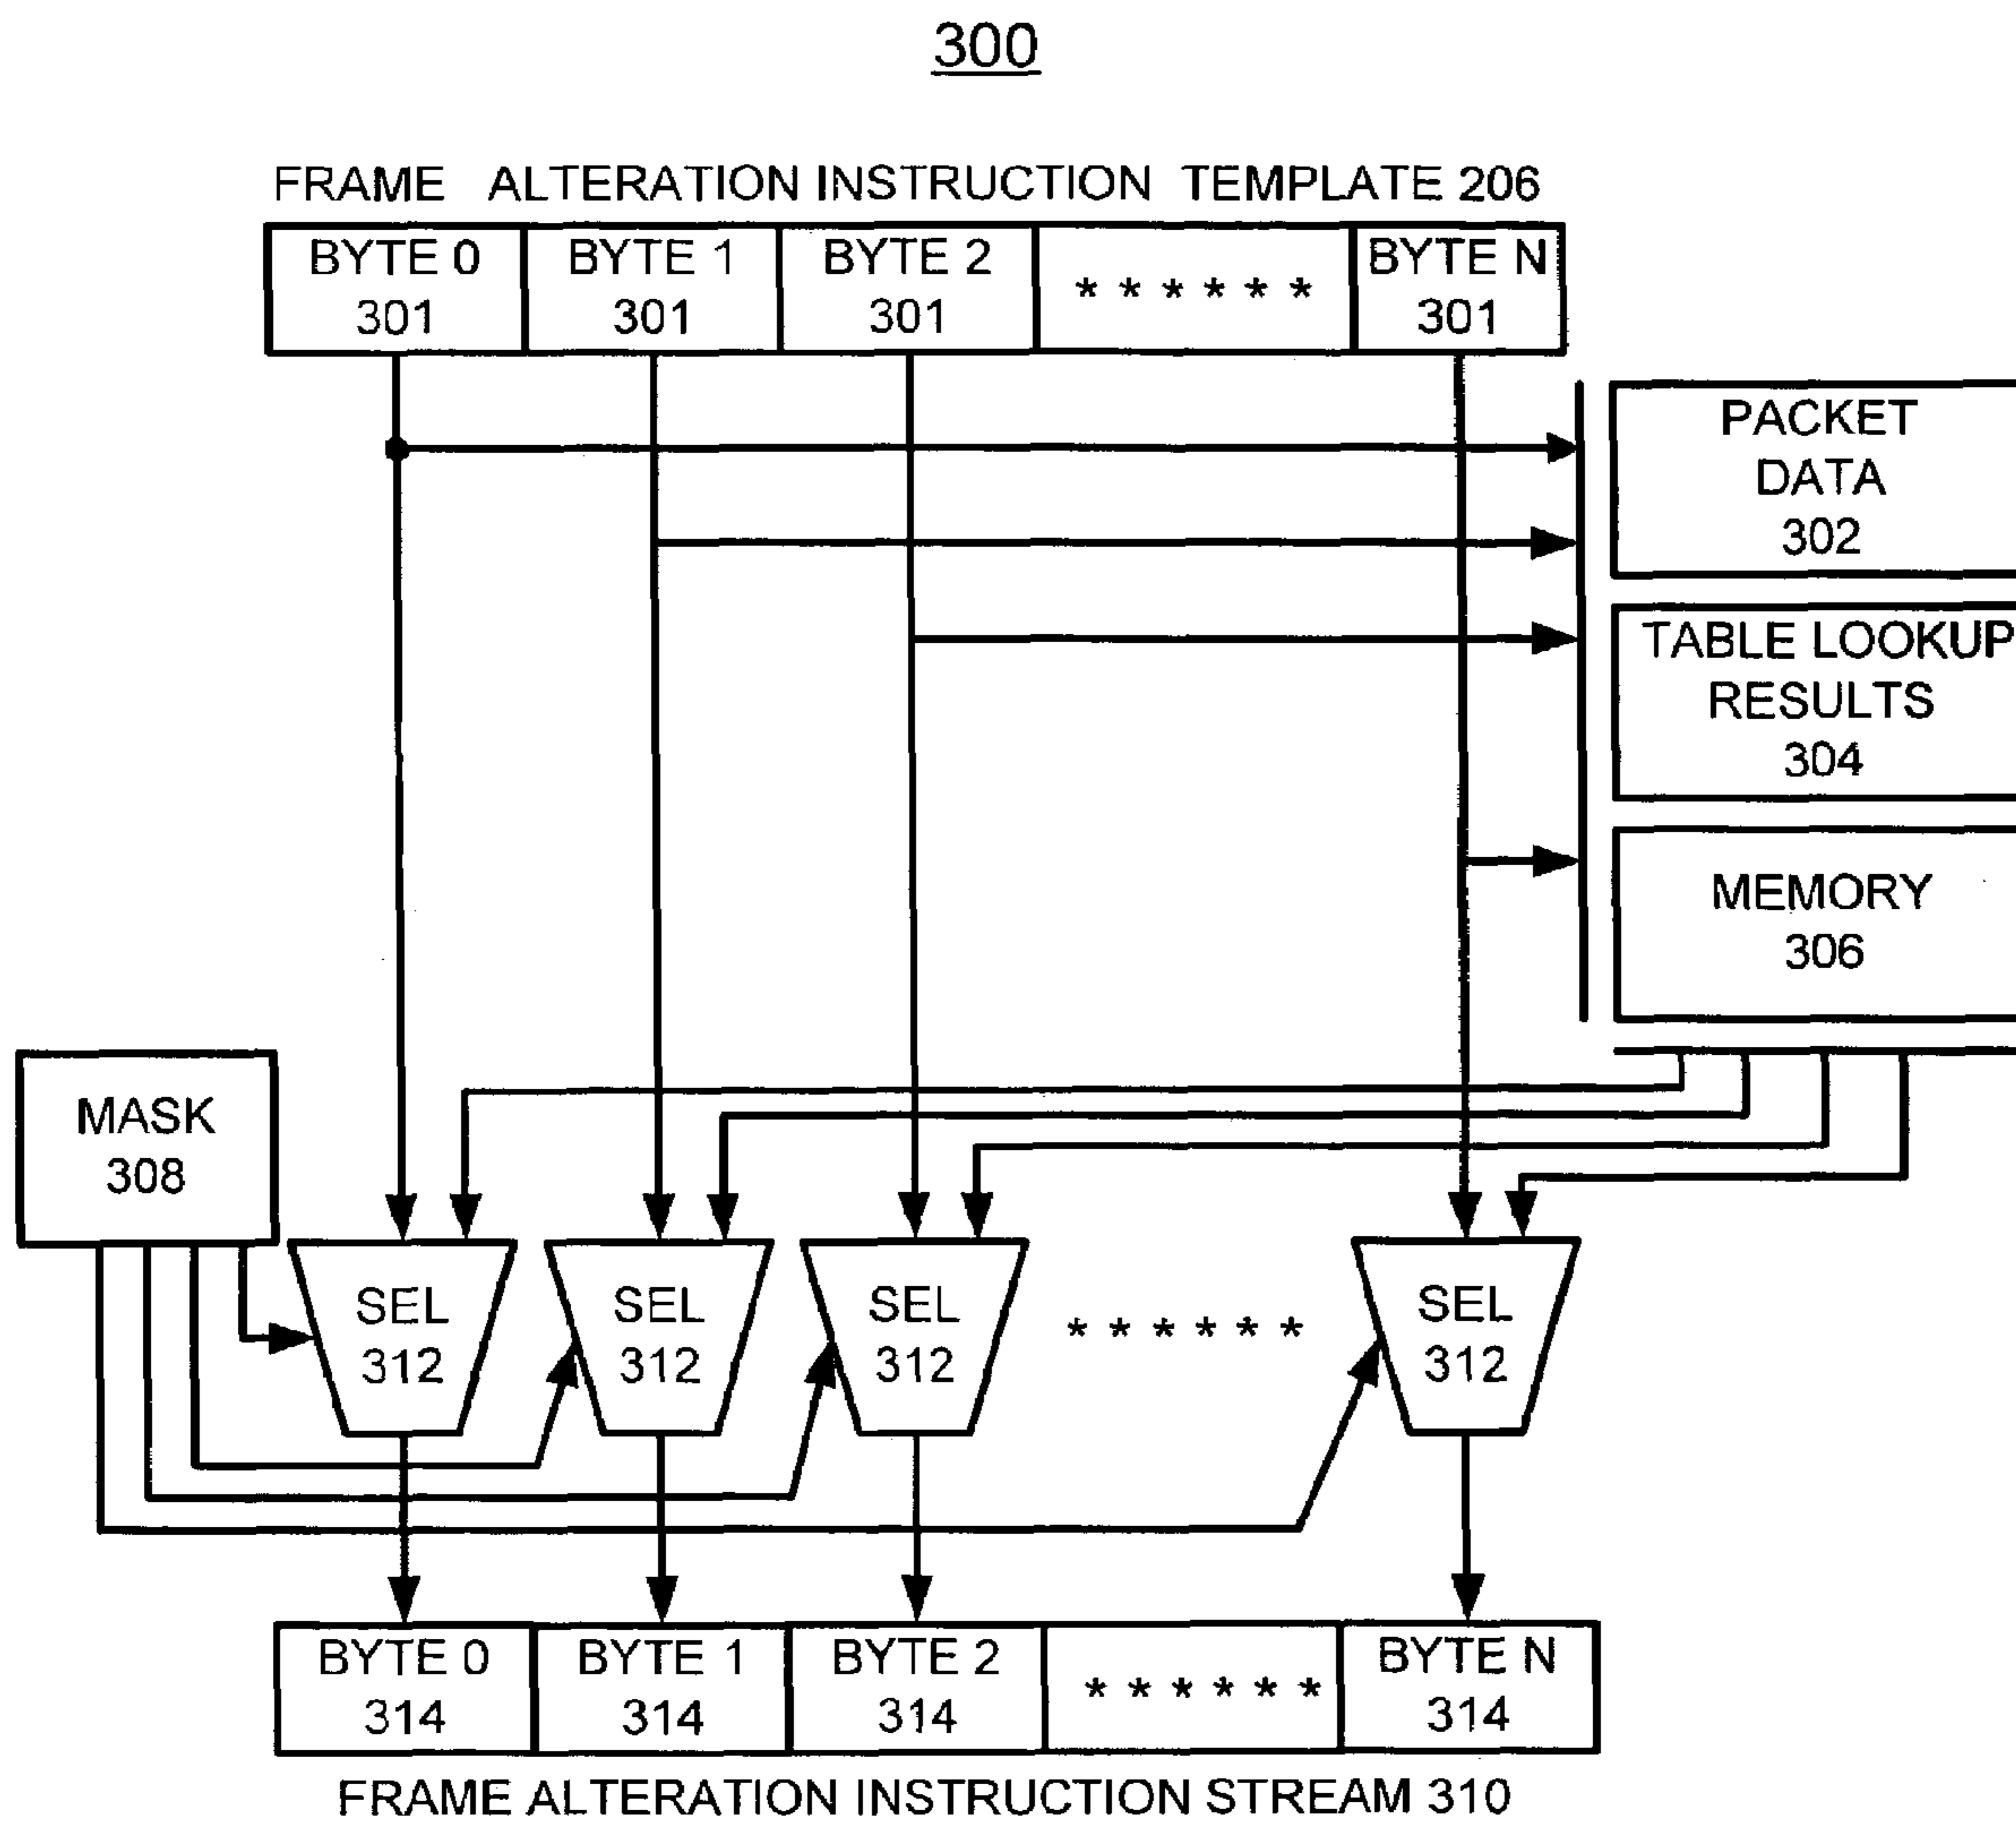 300
FRAME ALTERATION INSTRUCTION TEMPLATE 206
BYTE 0
301
BYTE 1
301
BYTE 2
301
* * * * * *
BYTE N
301
PACKET
DATA
302
TABLE LOOKUP
RESULTS
304
MEMORY
306
MASK
308
SEL
312
SEL
312
SEL
312
* * * * * *
SEL
312
BYTE 0
314
BYTE 1
314
BYTE 2
314
* * * * * *
BYTE N
314
FRAME ALTERATION INSTRUCTION STREAM 310